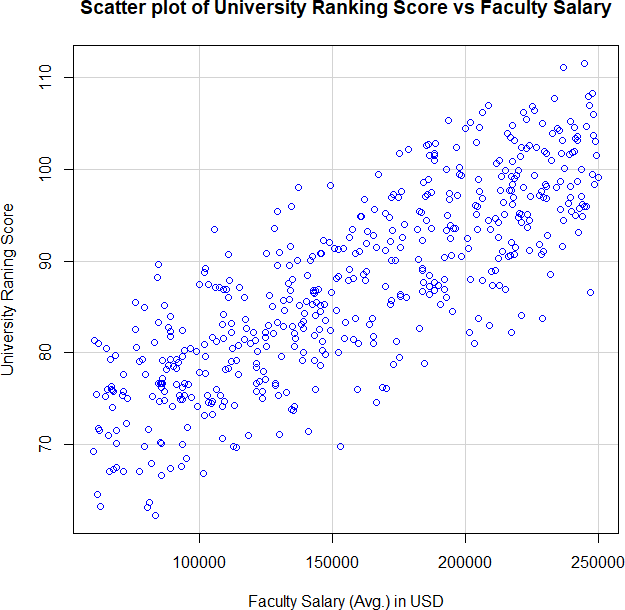 Scatter plot of University Ranking Score vs Faculty Salary
110
100
90
80
70
University Raning Score
100000 150000 200000 250000
Faculty Salary (Avg.) in USD